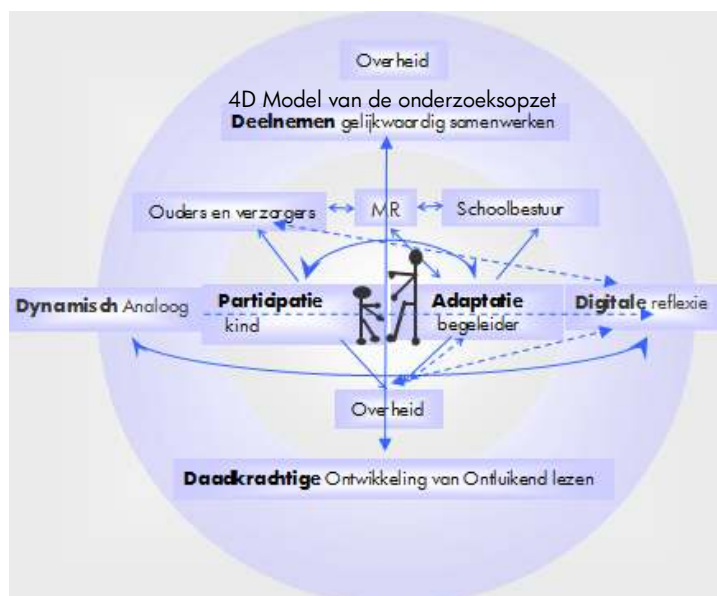 Overheid
4D Model van de onderzoeksopzet
Deelnemen gelijkwaardig samenwerken
Ouders en verzorgers
MR
Schoolbestuur
Dynamisch Analoog
Participatie
kind
Adaptatie
begeleider
Digitale reflexie
Overheid
Daadkrachtige Ontwikkeling van Ontluikend lezen